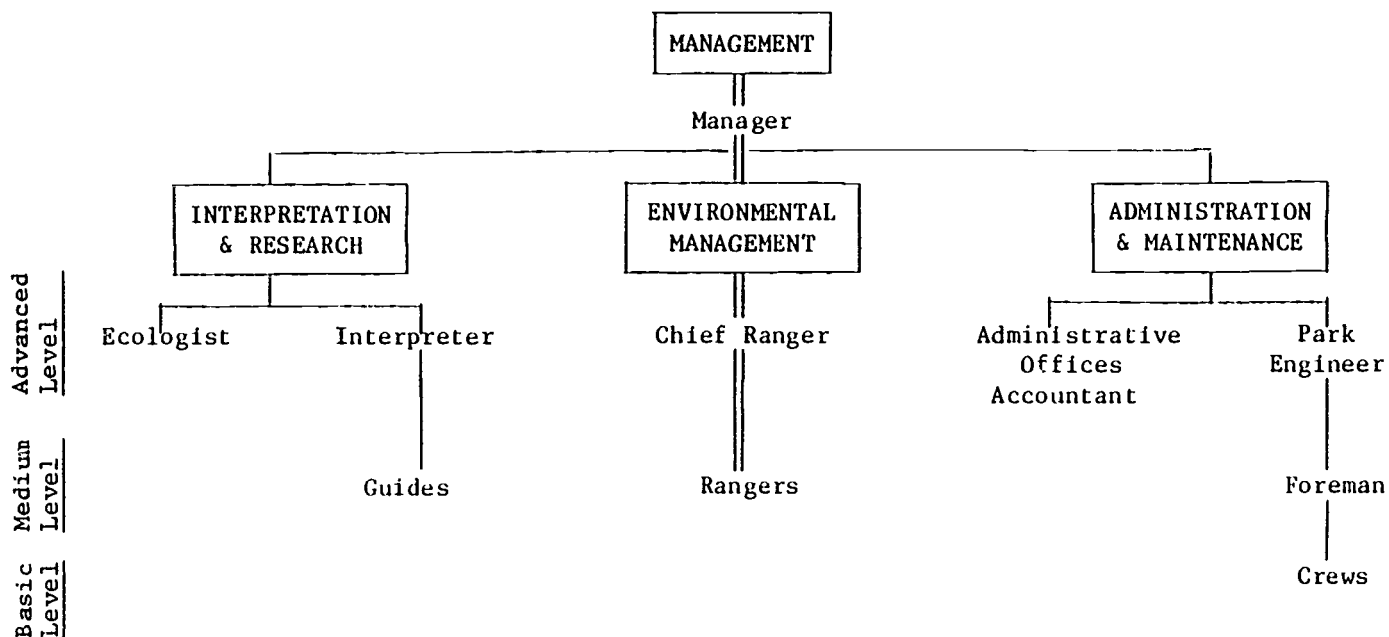 MANAGEMENT
Manager
INTERPRETATION
& RESEARCH
ENVIRONMENTAL
MANAGEMENT
ADMINISTRATION
& MAINTENANCE
Advanced
Level
Ecologist
Interpreter
Chief Ranger
Administrative
Offices
Accountant
Park
Engineer
Medium
Level
Guides
Rangers
Foreman
Basic
Level
Crews